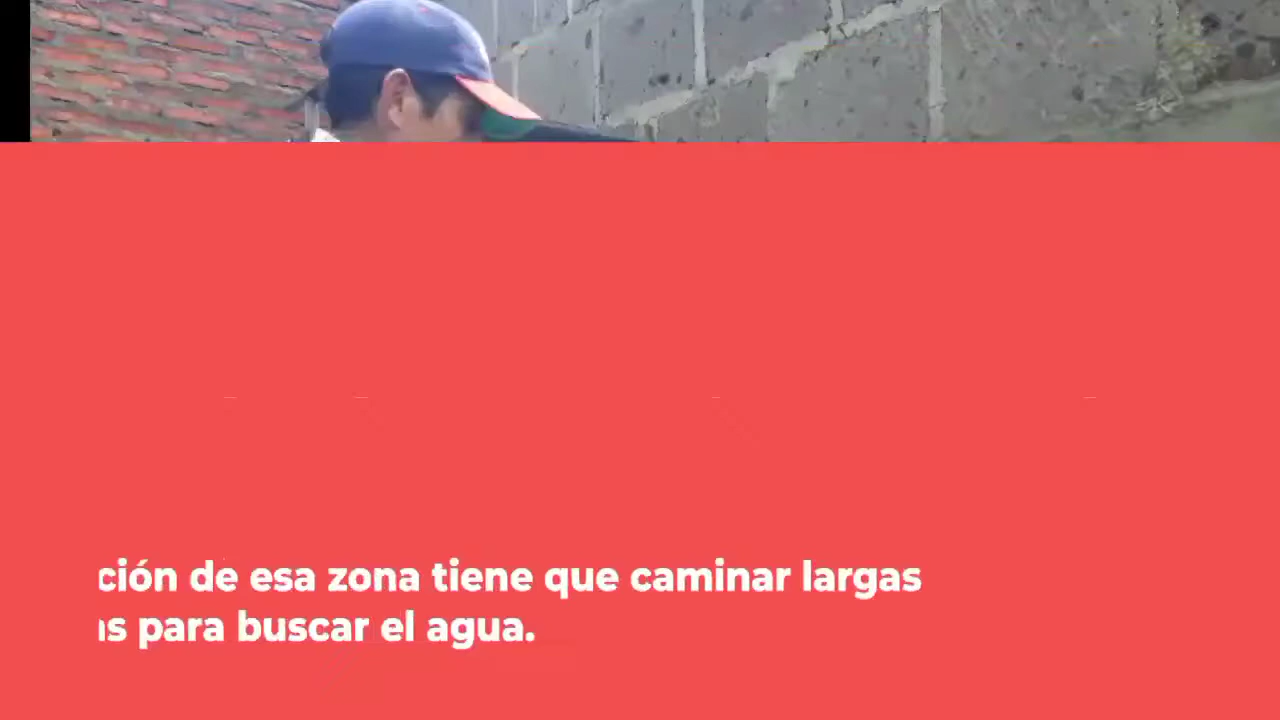 ción de esa zona tiene que caminar largas
para buscar el agua.